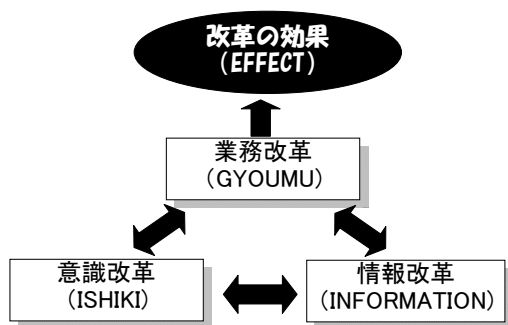 改革の効果
（EFFECT）
業務改革
（GYOUMU）
意識改革
（ISHIKI）
情報改革
（INFORMATION）